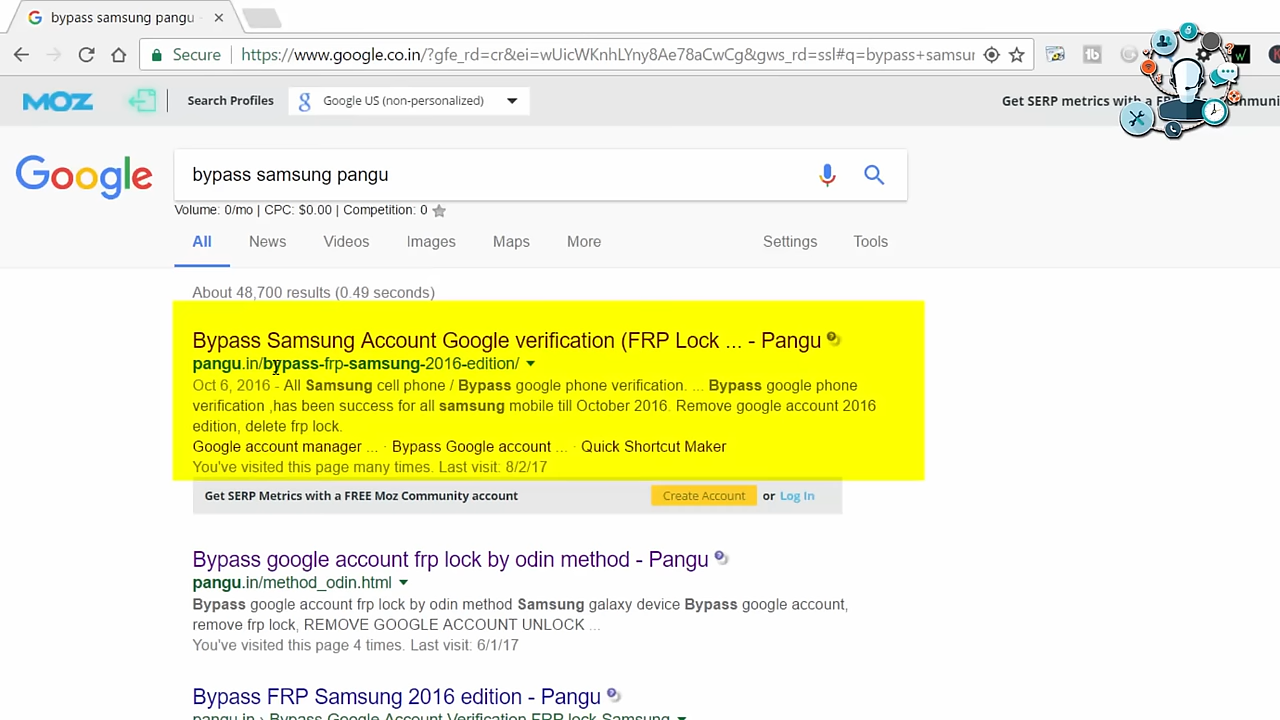 bypass samsung pangu
Secure
https://www.google.co.in/?gfe_rd=cr&ei=wUicWKnhLYny8Ae78aCwCg&gws_rd=ssl#q=bypass+samsur
MOZ
Search Profiles
Google US (non-personalized)
Get SERP metrics with a
Google
bypass samsung pangu
Volume: 0/mo | CPC: $0.00 | Competition: 0
All News Videos Images Maps More Settings Tools
About 48,700 results (0.49 seconds)
Bypass Samsung Account Google verification (FRP Lock ... - Pangu
pangu.in/bypass-frp-samsung-2016-edition/
Oct 6, 2016 - All Samsung cell phone / Bypass google phone verification. ... Bypass google phone
verification ,has been success for all samsung mobile till October 2016. Remove google account 2016
edition, delete frp lock.
Google account manager ... · Bypass Google account ... · Quick Shortcut Maker
You've visited this page many times. Last visit: 8/2/17
Get SERP Metrics with a FREE Moz Community account
Create Account or Log In
Bypass google account frp lock by odin method - Pangu
pangu.in/method_odin.html
Bypass google account frp lock by odin method Samsung galaxy device Bypass google account,
remove frp lock, REMOVE GOOGLE ACCOUNT UNLOCK ...
You've visited this page 4 times. Last visit: 6/1/17
Bypass FRP Samsung 2016 edition - Pangu
pangu.in › Bypass Google Account Verification FRP lock Samsung